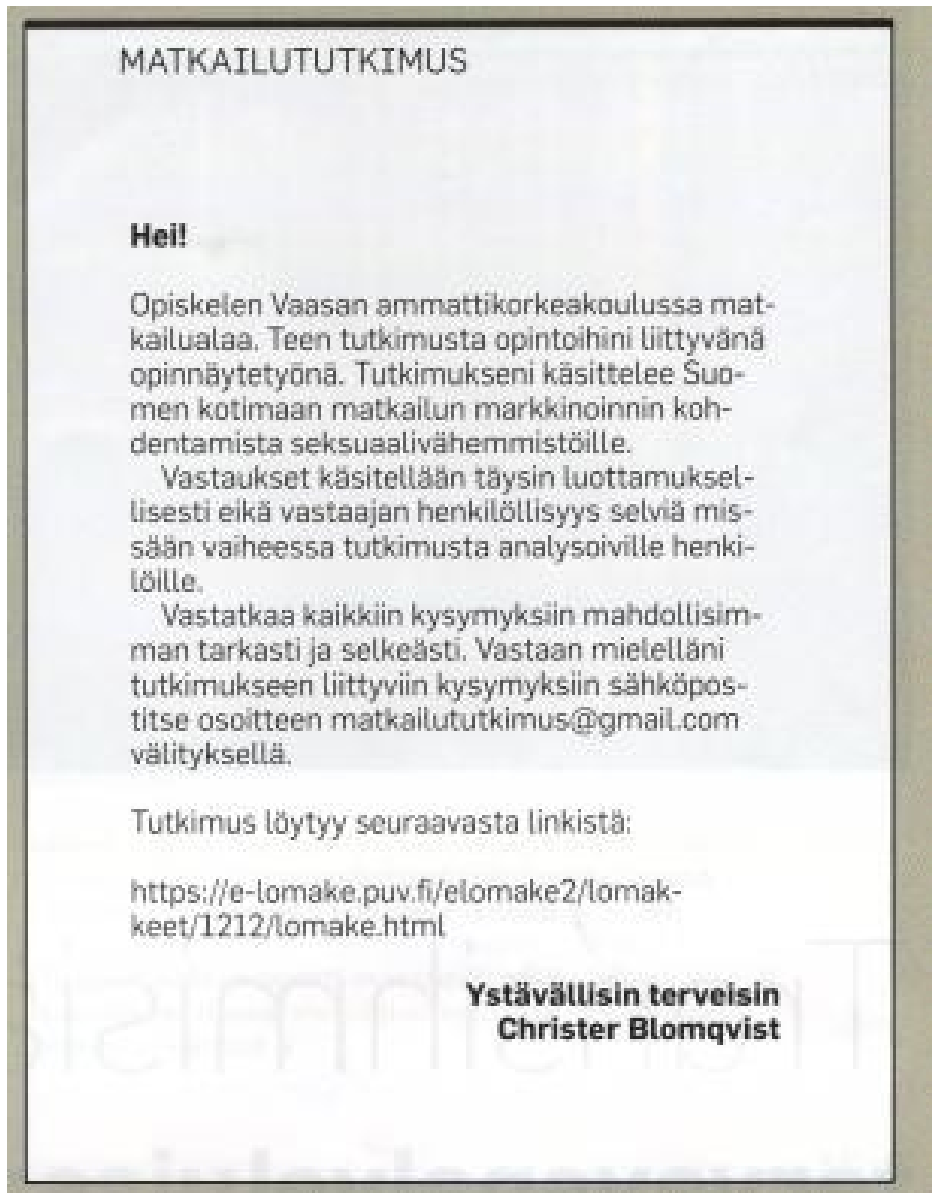 MATKAILUTUTKIMUS
Hei!
Opiskelen Vaasan ammattikorkeakoulussa mat-
kailualaa. Teen tutkimusta opintoihini liittyvänä
opinnäytetyönä. Tutkimukseni käsittelee Suo-
men kotimaan matkailun markkinoinnin koh-
dentamista seksuaalivähemmistöille.
Vastaukset käsitellään täysin luottamuksel-
lisesti eikä vastaajan henkilöllisyys selviä mis-
sään vaiheessa tutkimusta analysoiville henki-
löille.
Vastatkaa kaikkiin kysymyksiin mahdollisim-
man tarkasti ja selkeästi. Vastaan mielelläni
tutkimukseen liittyviin kysymyksiin sähköpos-
titse osoitteen matkailututkimus@gmail.com
välityksellä.
Tutkimus löytyy seuraavasta linkistä:
https://e-lomake.puv.fi/elomake2/lomak-
keet/1212/lomake.html
Ystävällisin terveisin
Christer Blomqvist